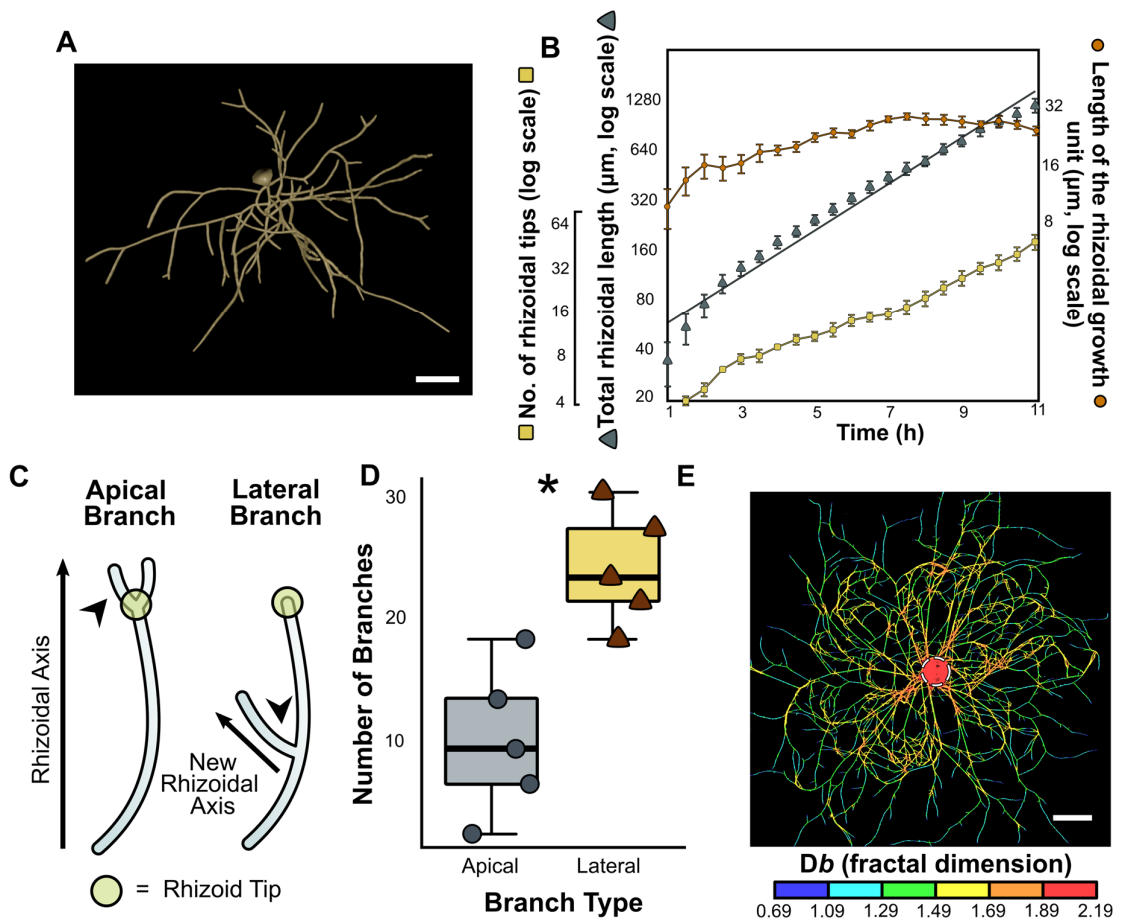 A
B
No. of rhizoidal tips (log scale)
Total rhizoidal length (µm, log scale)
Length of the rhizoidal growth
unit (µm, log scale)
1280
640
320
160
80
40
20
64
32
16
8
4
32
16
8
1
3
5
7
9
11
Time (h)
C
Apical
Branch
Lateral
Branch
Rhizoidal Axis
New
Rhizoidal
Axis
= Rhizoid Tip
D
*
Number of Branches
30
20
10
Apical
Lateral
Branch Type
E
Db (fractal dimension)
0.69 1.09 1.29 1.49 1.69 1.89 2.19